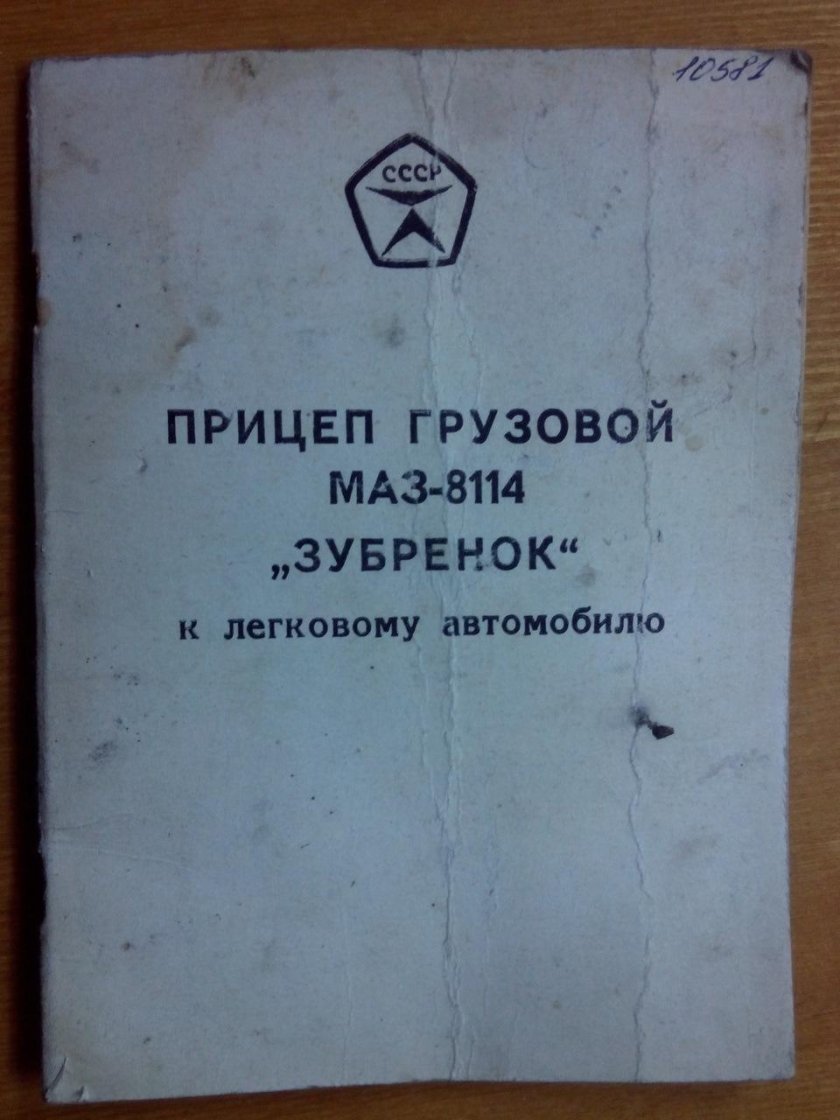 10581
СССР
ПРИЦЕП ГРУЗОВОЙ
МАЗ-8114
„ЗУБРЕНОК“
к легковому автомобилю